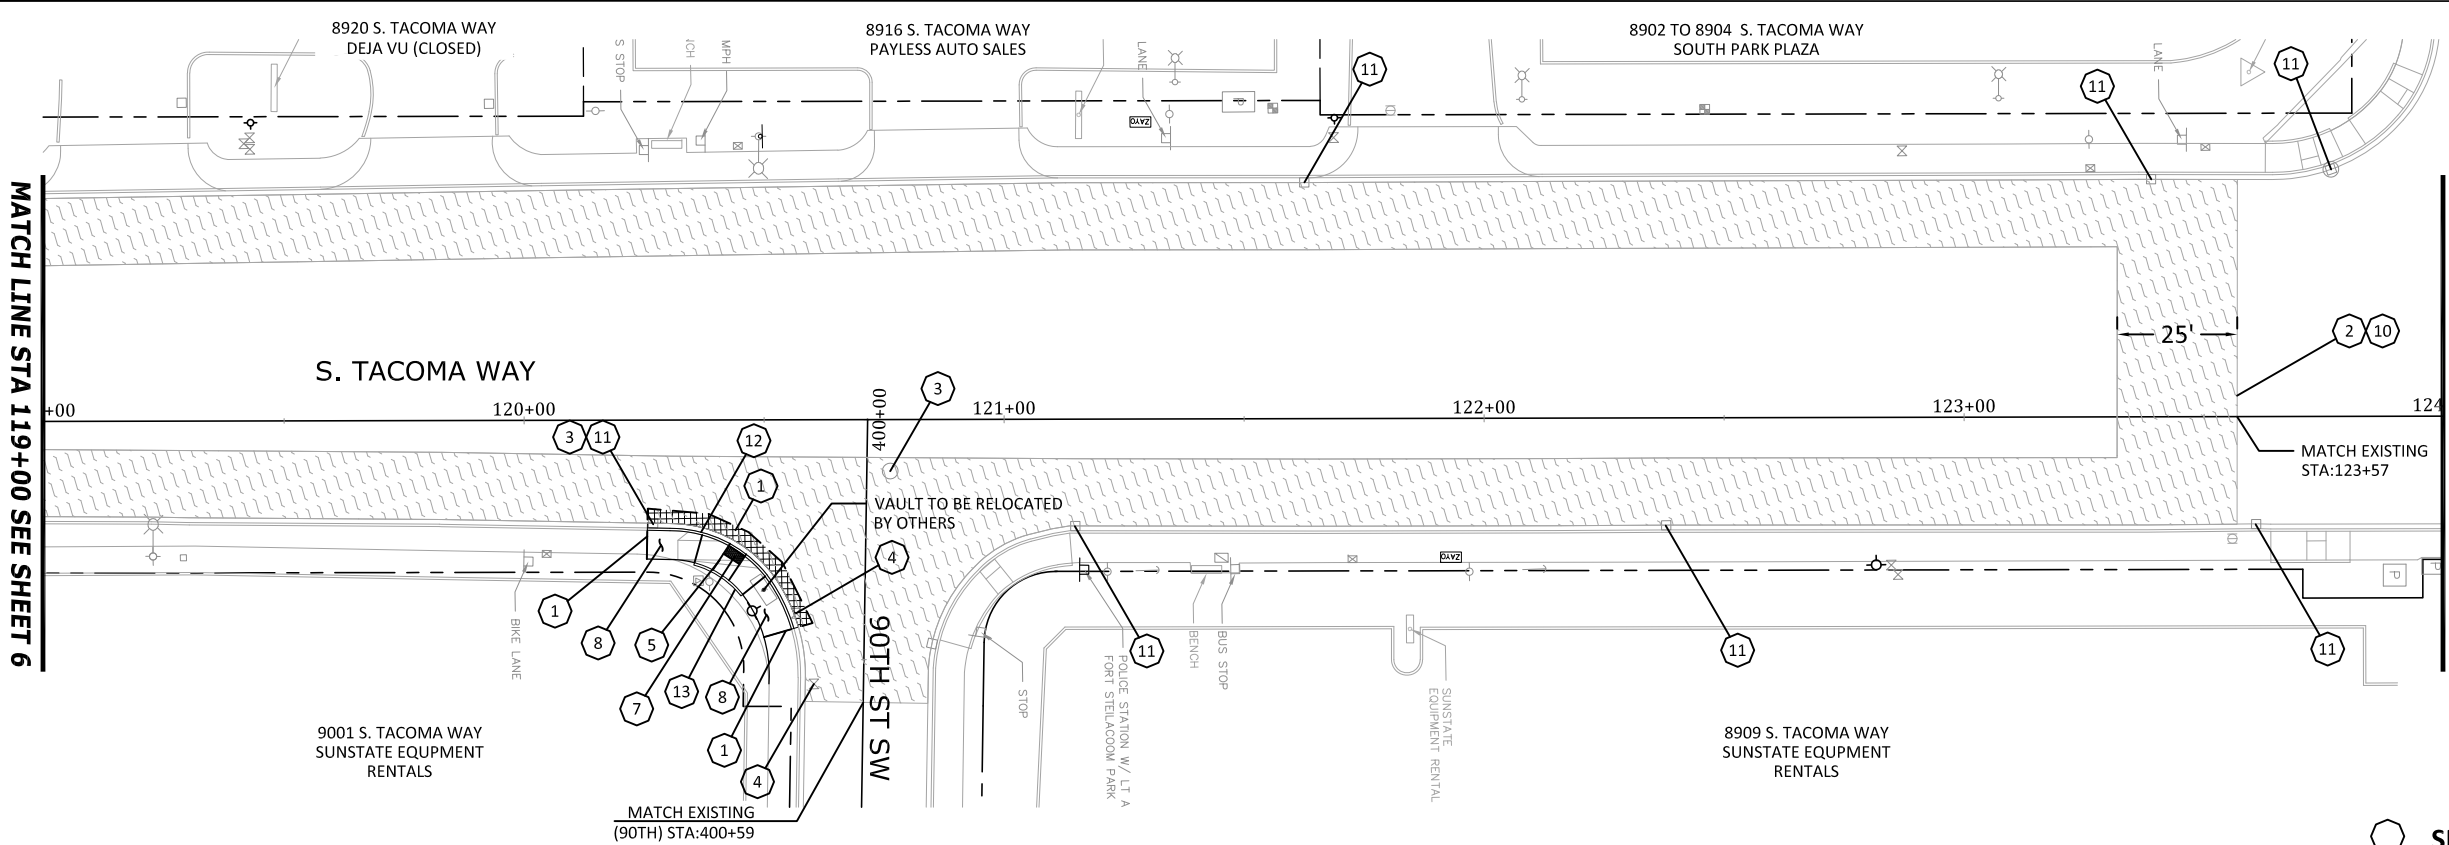 8920 S. TACOMA WAY
DEJA VU (CLOSED)
8916 S. TACOMA WAY
PAYLESS AUTO SALES
8902 TO 8904 S. TACOMA WAY
SOUTH PARK PLAZA
S STOP
MPH
LANE
LANE
11
11
11
ZAYO
MATCH LINE STA 119+00 SEE SHEET 6
S. TACOMA WAY
25'
2
10
+00
120+00
400+00
121+00
122+00
123+00
124
3
3
11
12
1
MATCH EXISTING
STA:123+57
VAULT TO BE RELOCATED
BY OTHERS
4
ZAYO
P
P
1
8
5
7
13
8
1
4
11
11
11
BIKE LANE
90TH ST SW
STOP
POLICE STATION W/ LT A
FORT STEILACOOM PARK
BENCH
BUS STOP
SUNSTATE
EQUIPMENT RENTAL
9001 S. TACOMA WAY
SUNSTATE EQUPMENT
RENTALS
8909 S. TACOMA WAY
SUNSTATE EQUPMENT
RENTALS
MATCH EXISTING
(90TH) STA:400+59